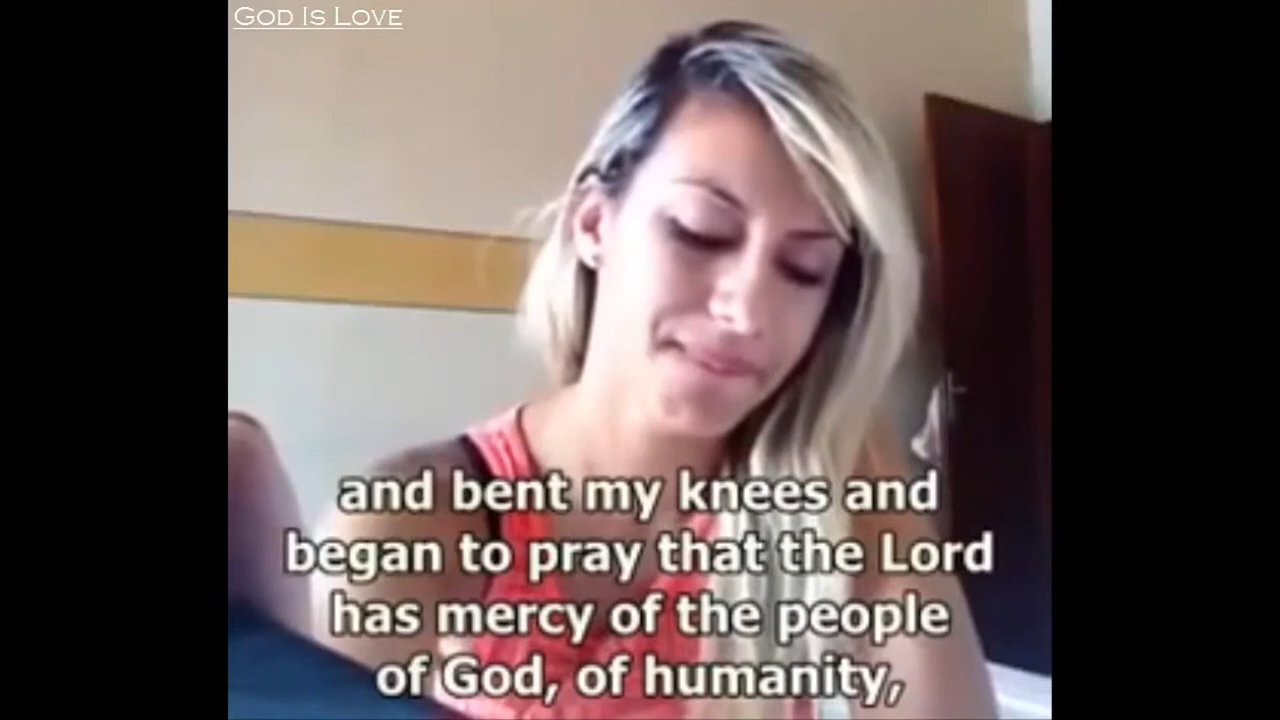 God Is Love
and bent my knees and
began to pray that the Lord
has mercy of the people
of God, of humanity,